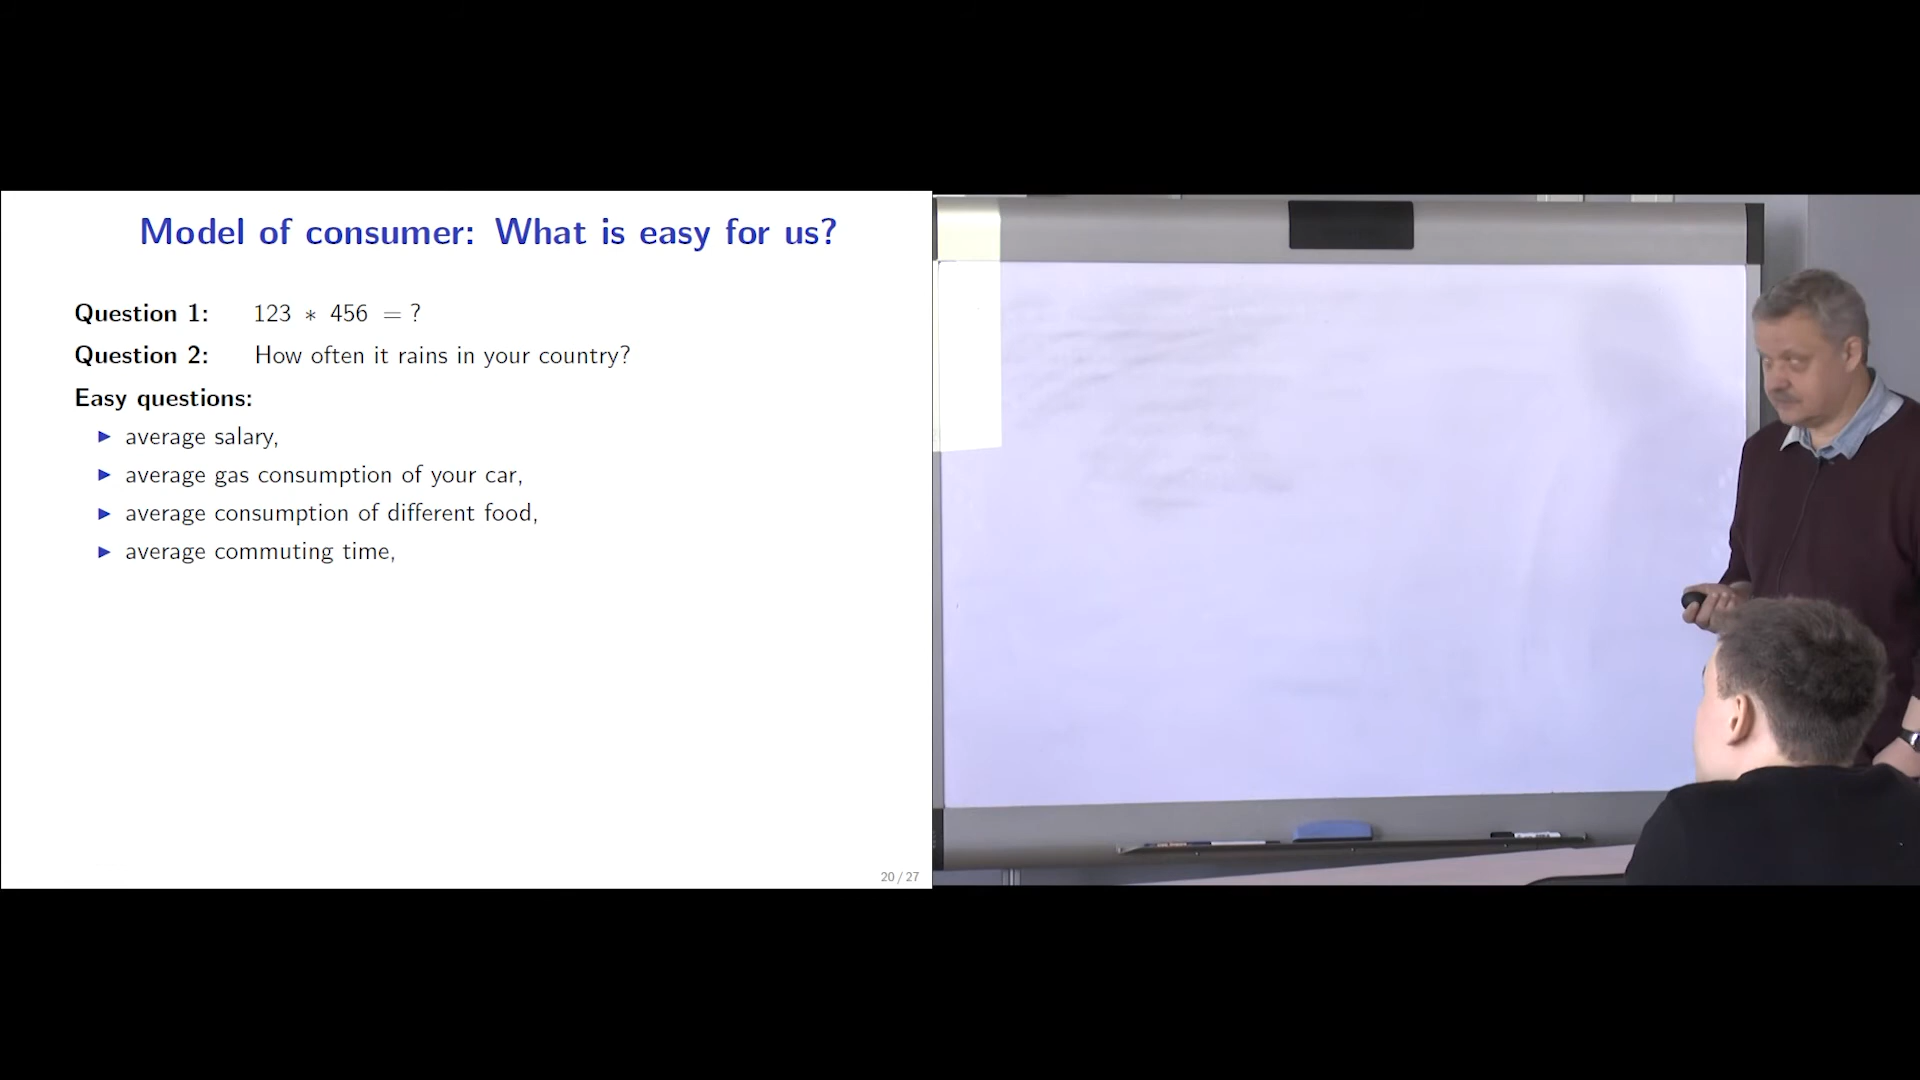 Model of consumer: What is easy for us?
Question 1: 123 * 456 = ?
Question 2: How often it rains in your country?
Easy questions:
▶ average salary,
▶ average gas consumption of your car,
▶ average consumption of different food,
▶ average commuting time,
20 / 27